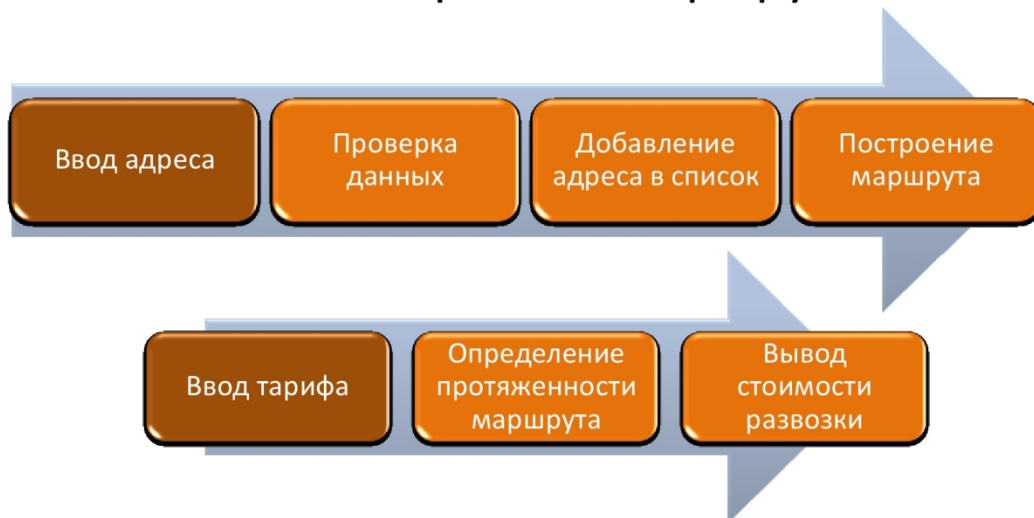 Ввод адреса
Проверка
данных
Добавление
адреса в список
Построение
маршрута
Ввод тарифа
Определение
протяженности
маршрута
Вывод
стоимости
развозки